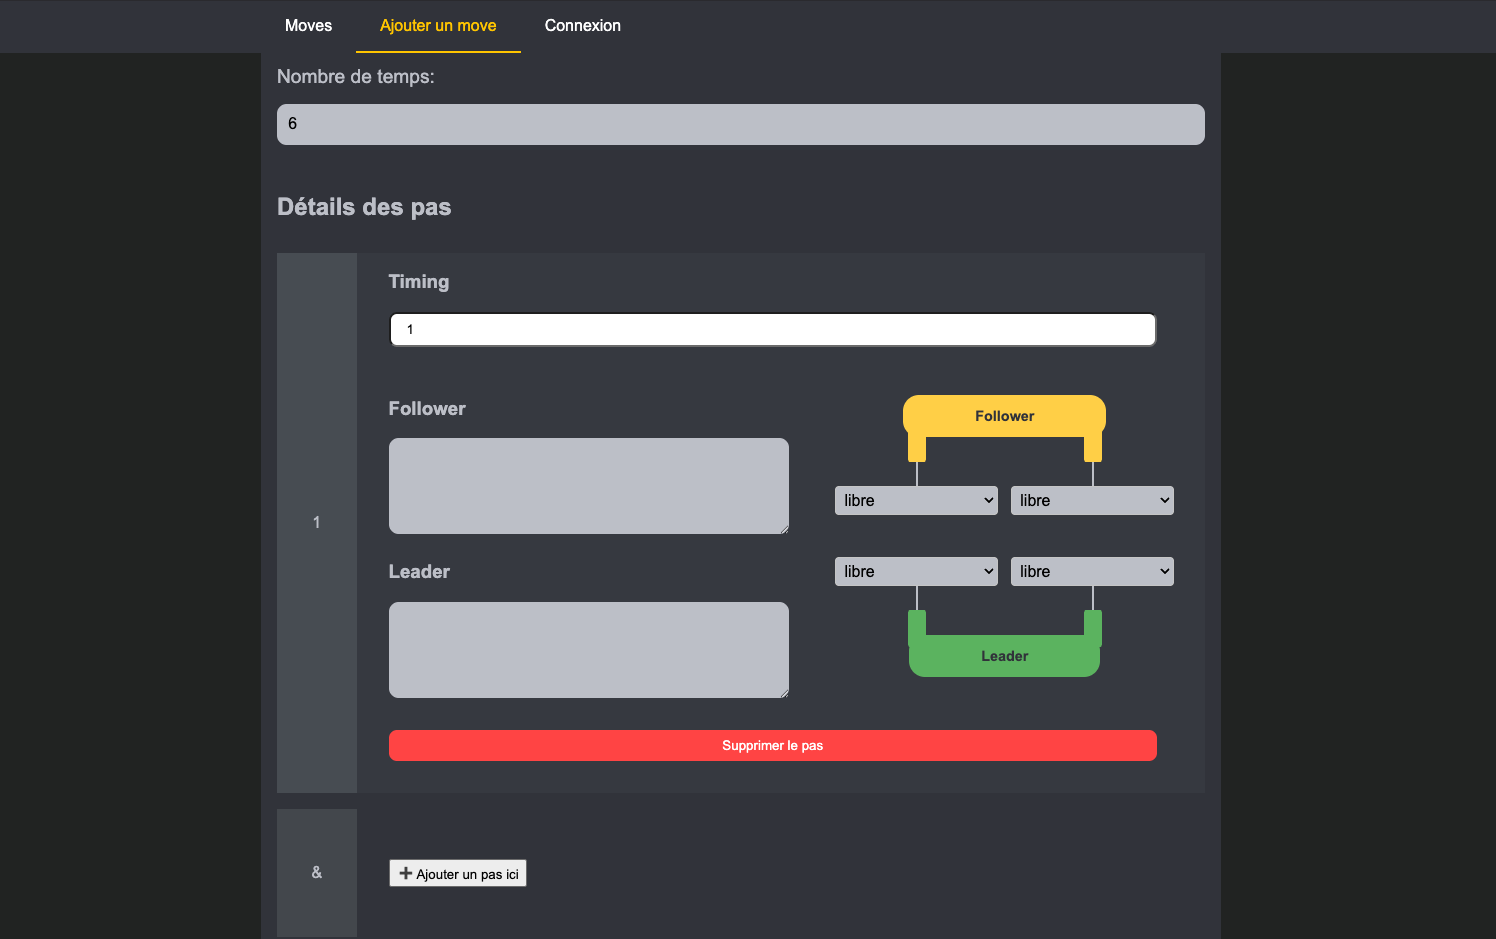 Moves Ajouter un move Connexion
Nombre de temps:
6
Détails des pas
Timing
1
Follower
Follower
libre libre
1
Leader
libre libre
Leader
Supprimer le pas
1
&
Ajouter un pas ici